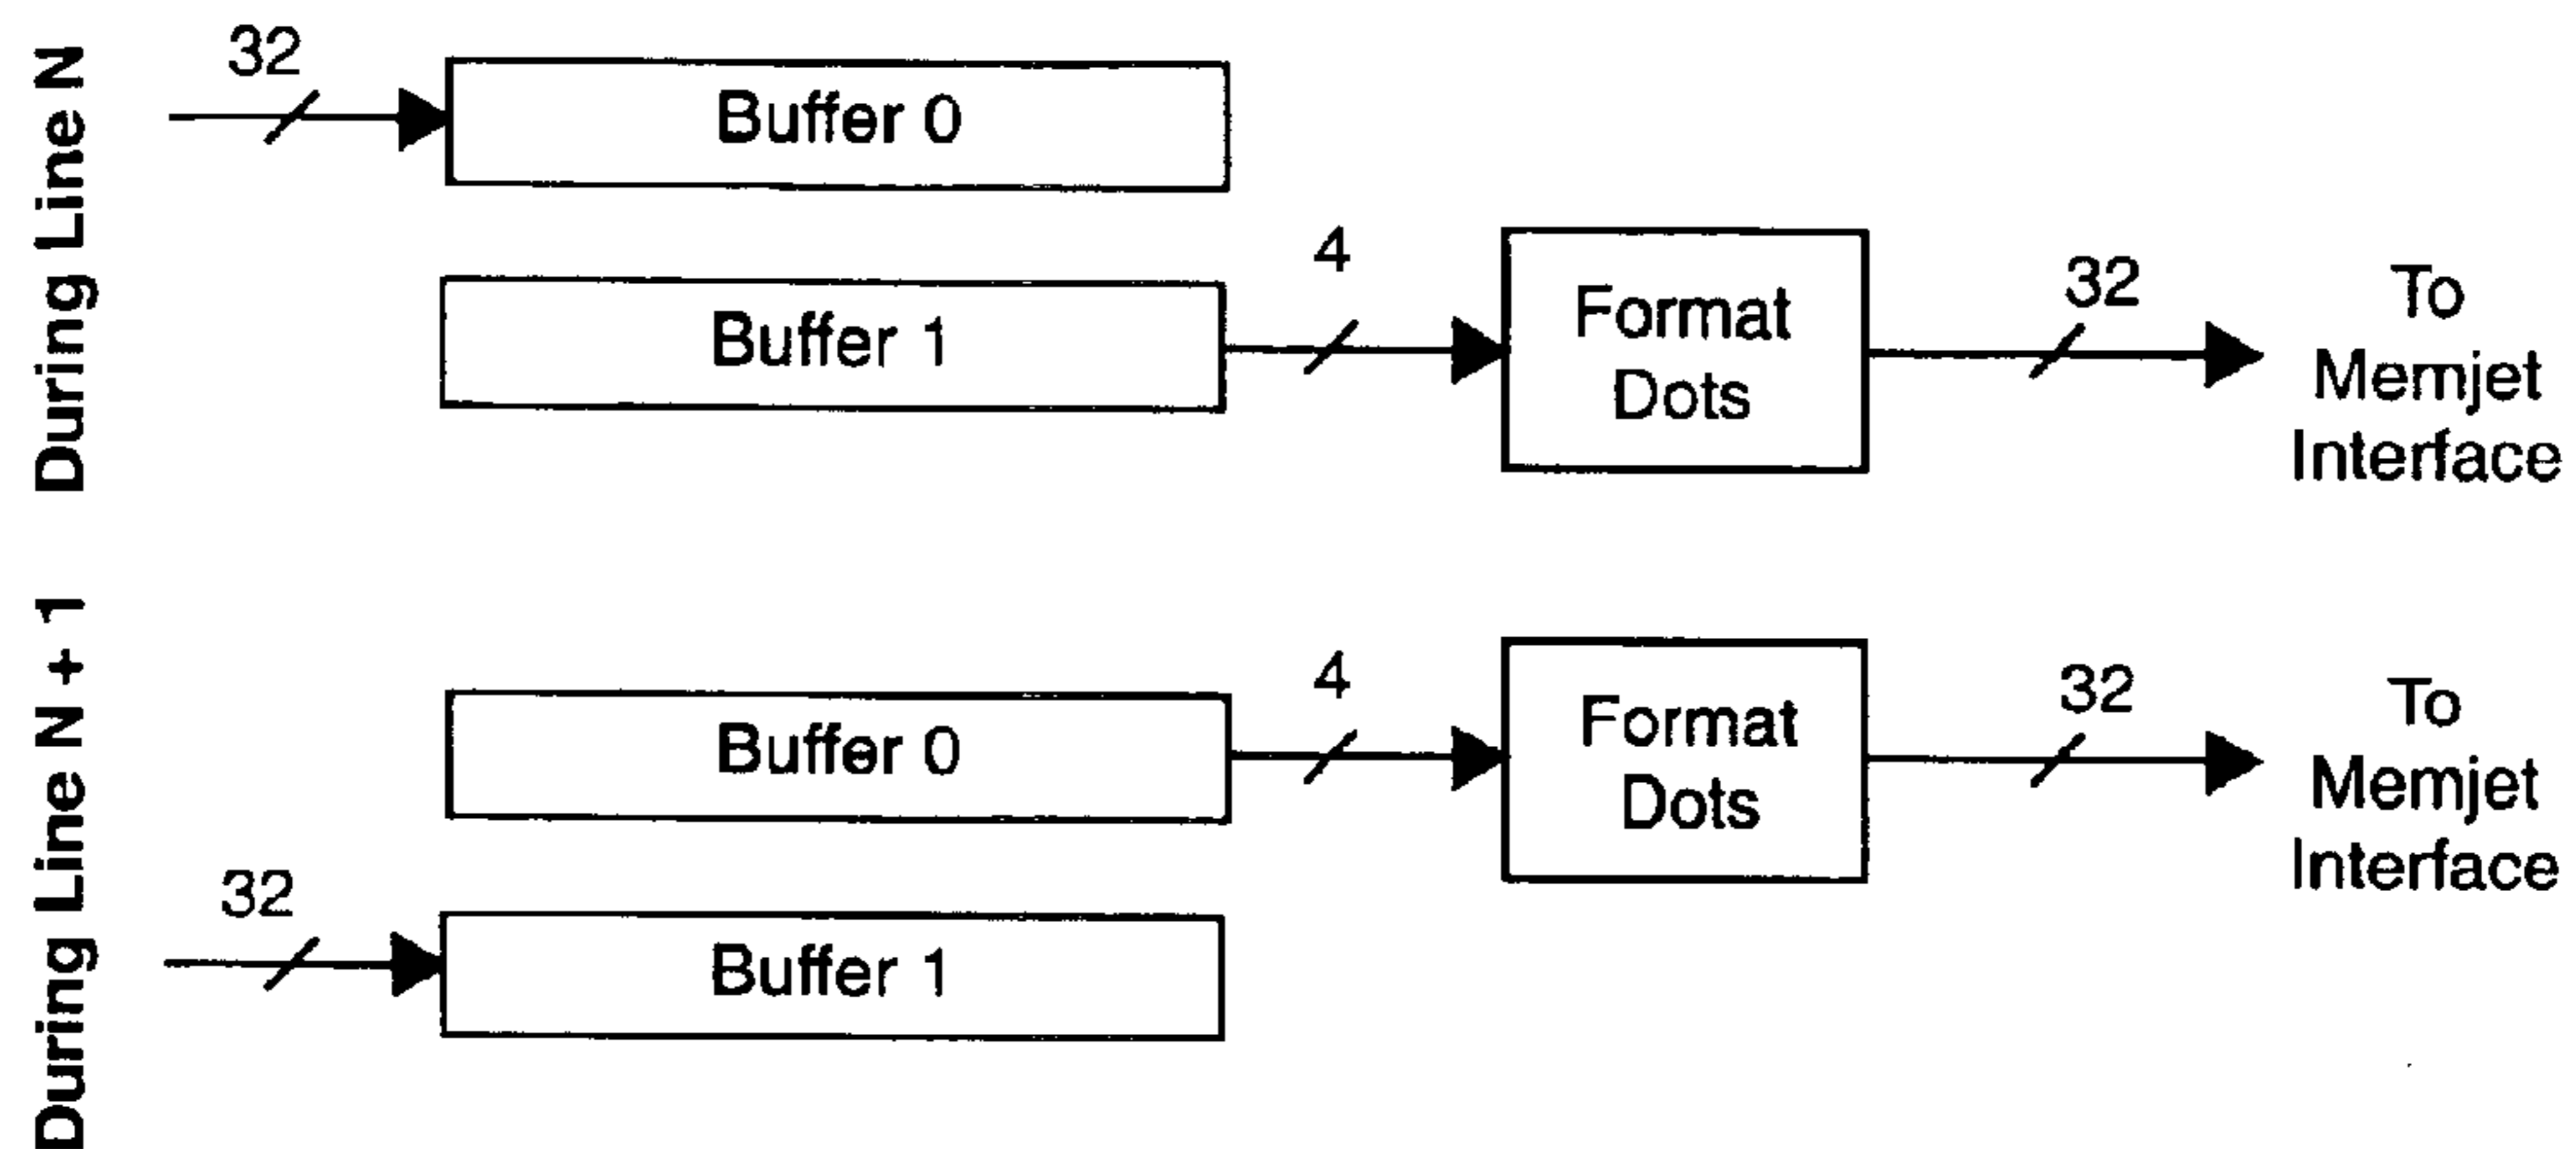 During Line N
32
Buffer 0
Buffer 1
4
Format
Dots
32
To
Memjet
Interface
During Line N + 1
Buffer 0
4
Format
Dots
32
To
Memjet
Interface
32
Buffer 1